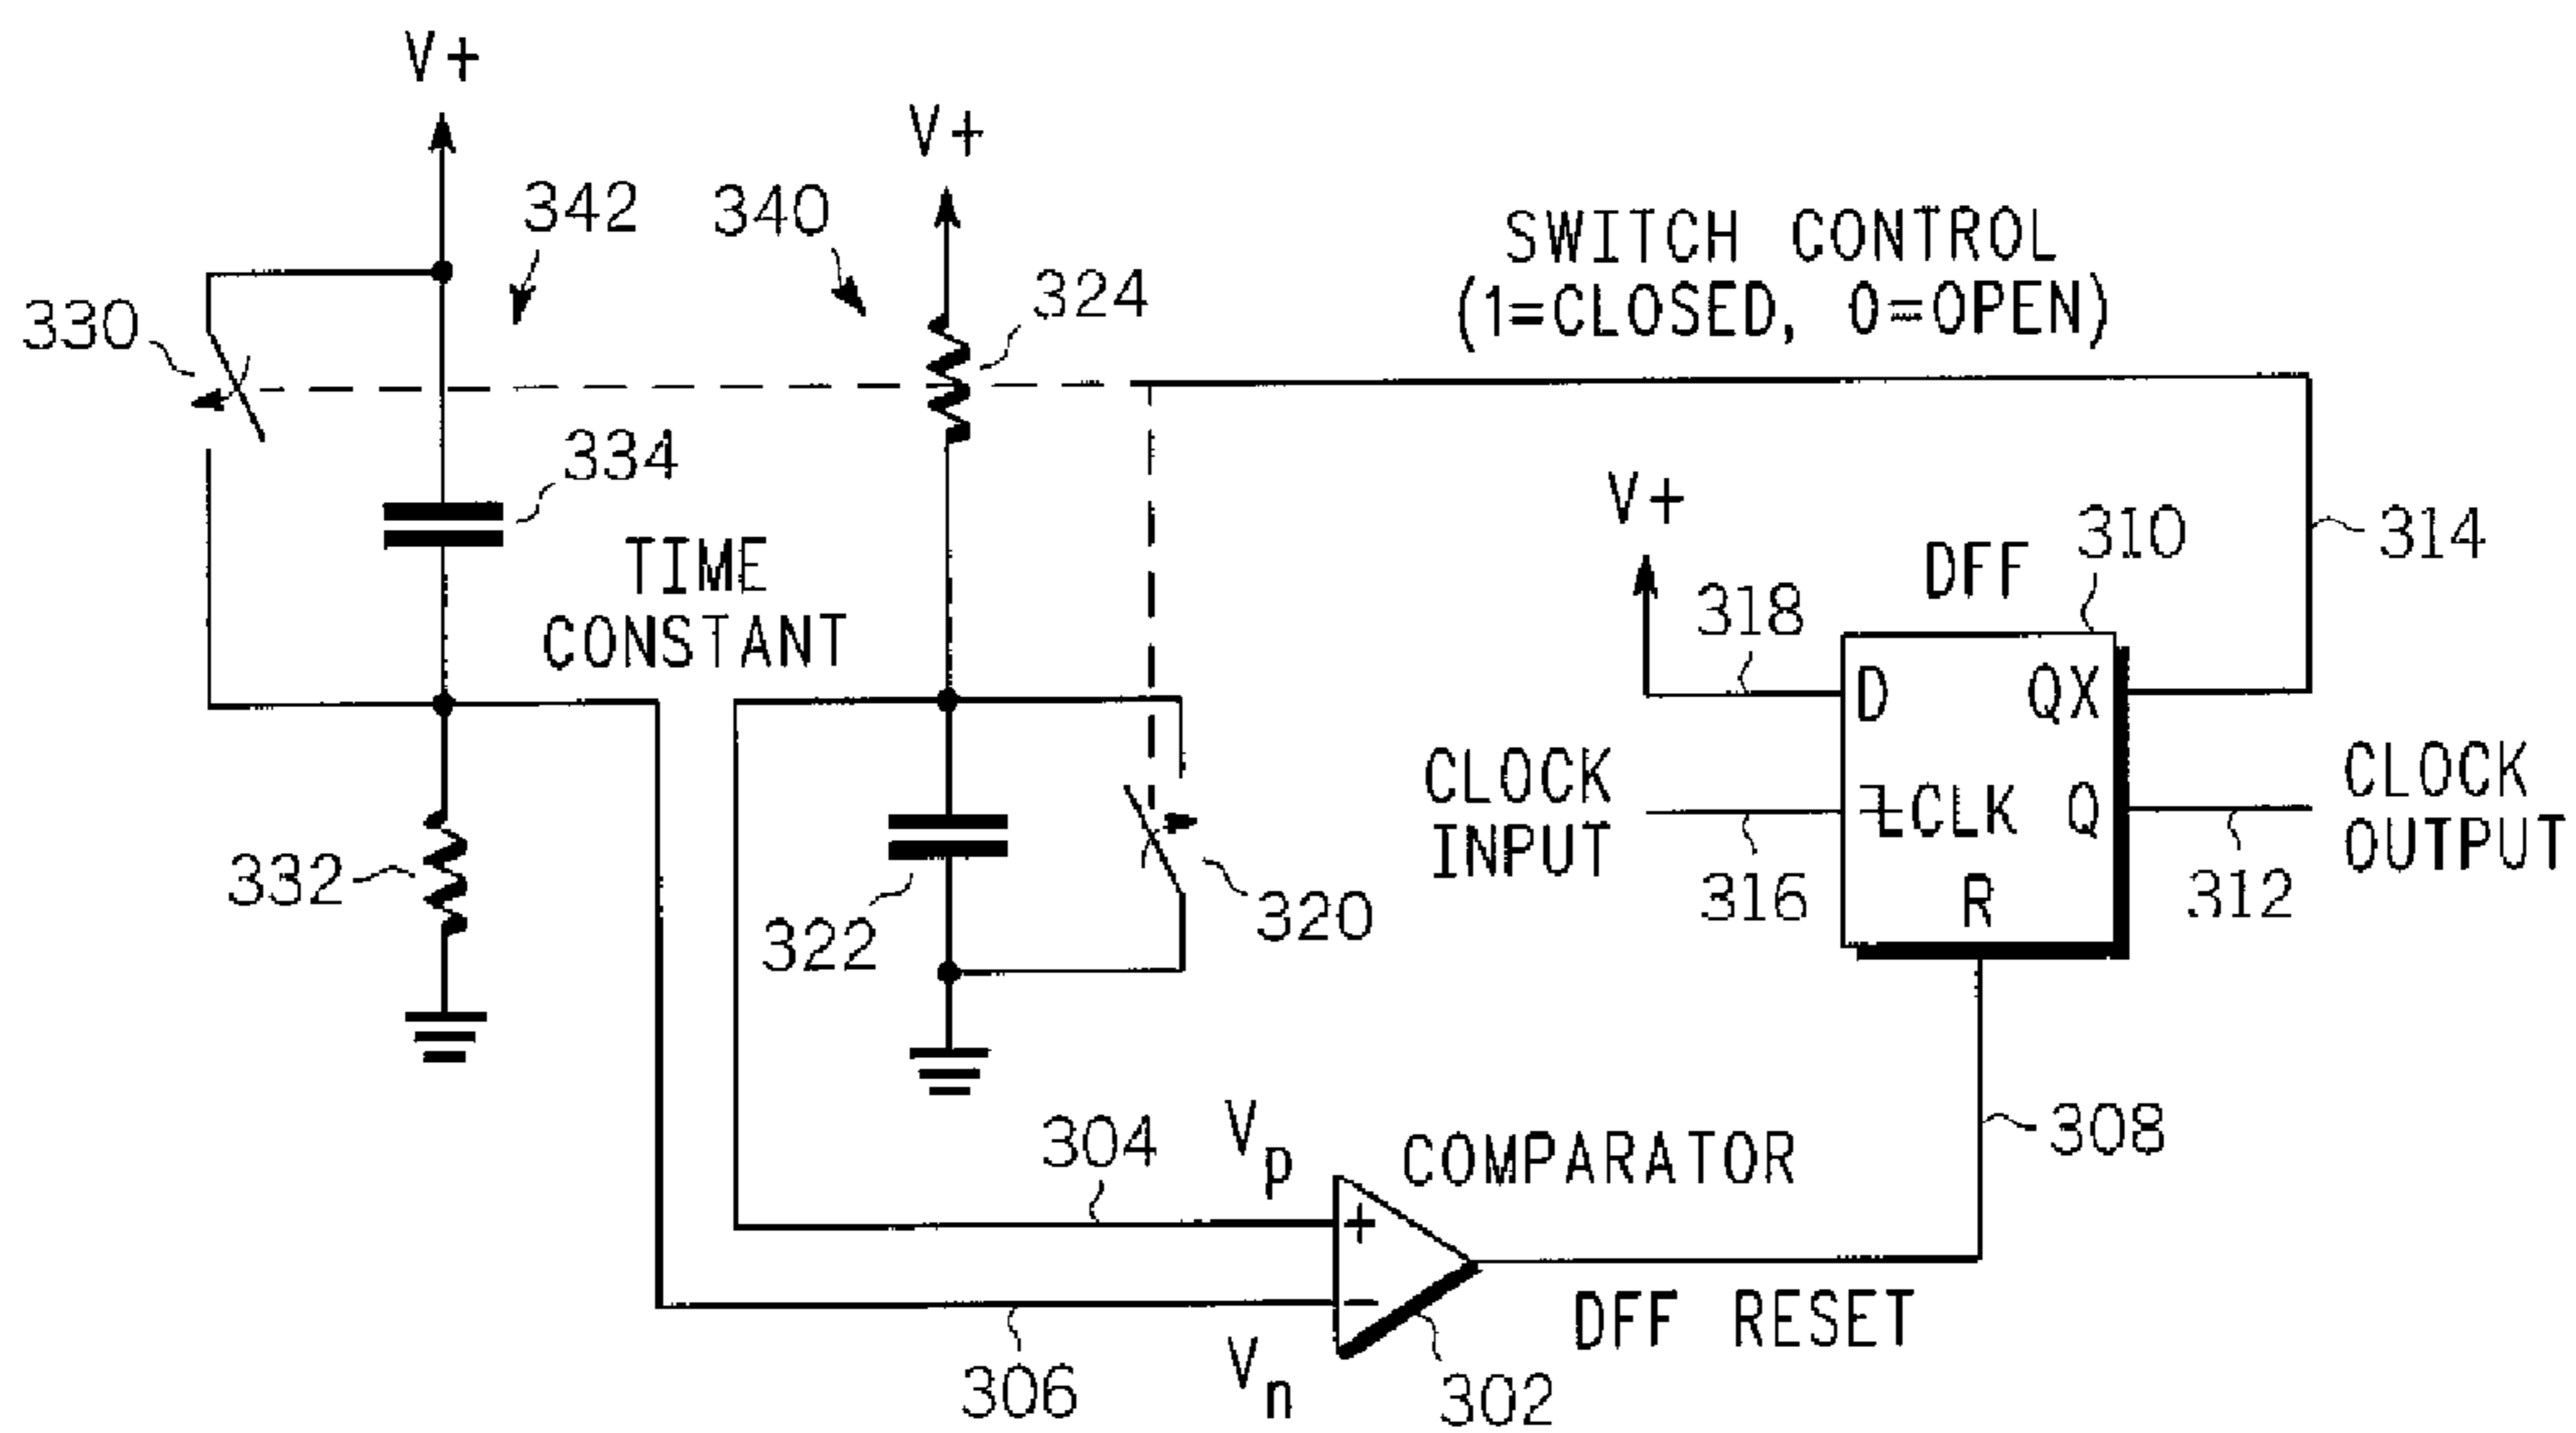 V+
V+
342
340
324
330
SWITCH CONTROL
(1=CLOSED, 0=OPEN)
334
TIME
CONSTANT
V+
DFF
310
314
318
D
QX
CLOCK
INPUT
316
CLK
Q
R
CLOCK
OUTPUT
312
332
322
320
304
Vp
COMPARATOR
308
+
−
306
Vn
302
DFF RESET